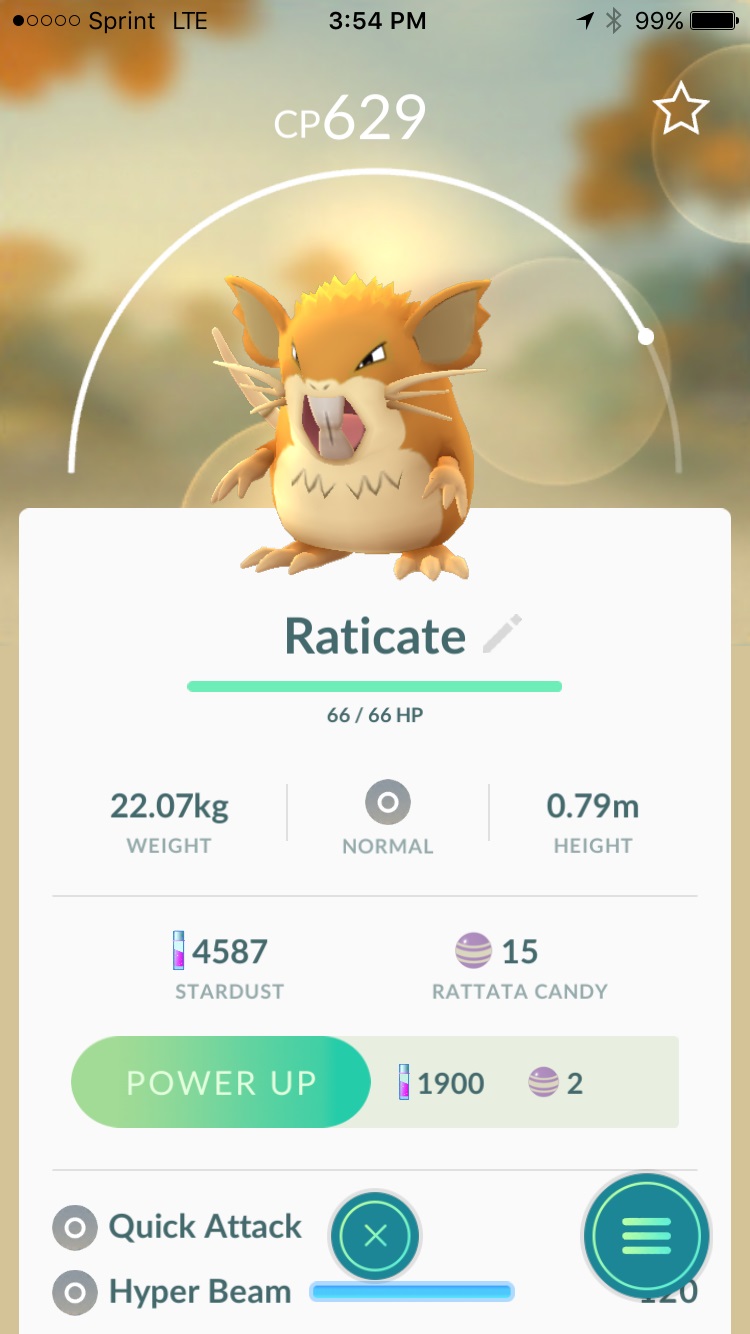 Sprint LTE 3:54 PM 99%
CP629
Raticate
66 / 66 HP
22.07kg NORMAL 0.79m
WEIGHT HEIGHT
4587 15
STARDUST RATTATA CANDY
POWER UP 1900 2
Quick Attack
Hyper Beam 120